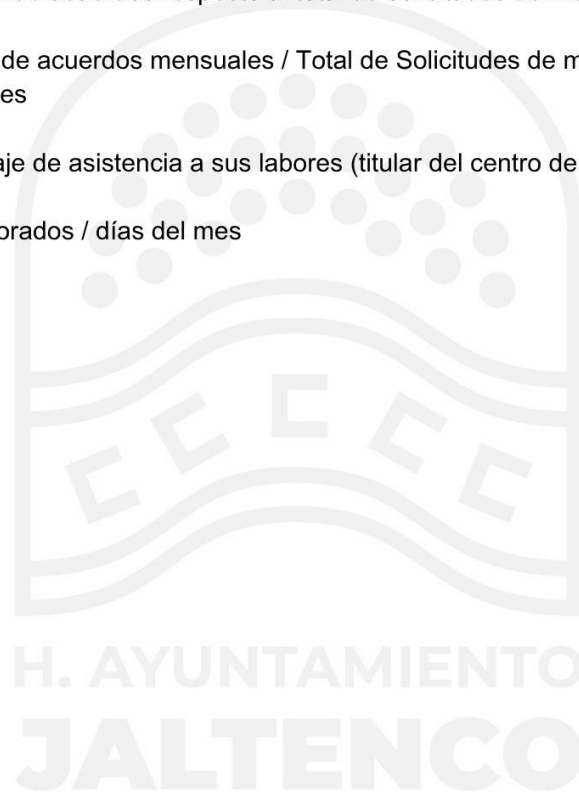 de acuerdos mensuales / Total de Solicitudes de m
es
aje de asistencia a sus labores (titular del centro de
orados / días del mes
H. AYUNTAMIENTO
JALTENCO